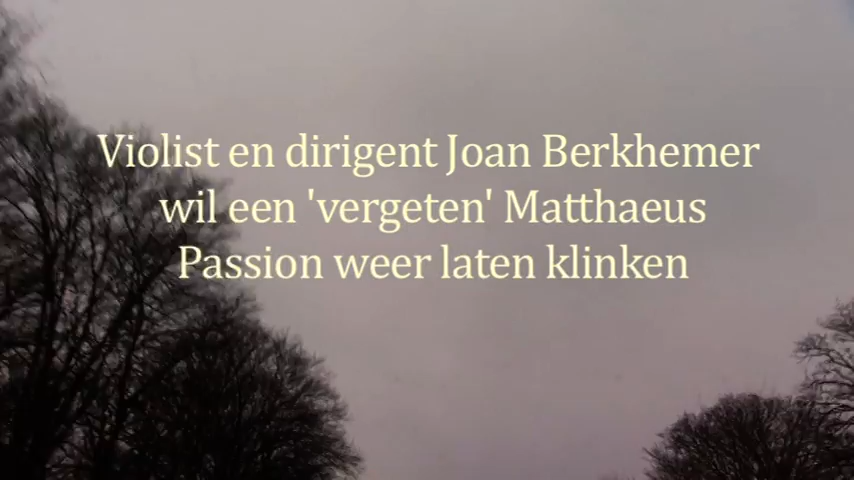 Violist en dirigent Joan Berkhemer
wil een 'vergeten' Matthaeus
Passion weer laten klinken